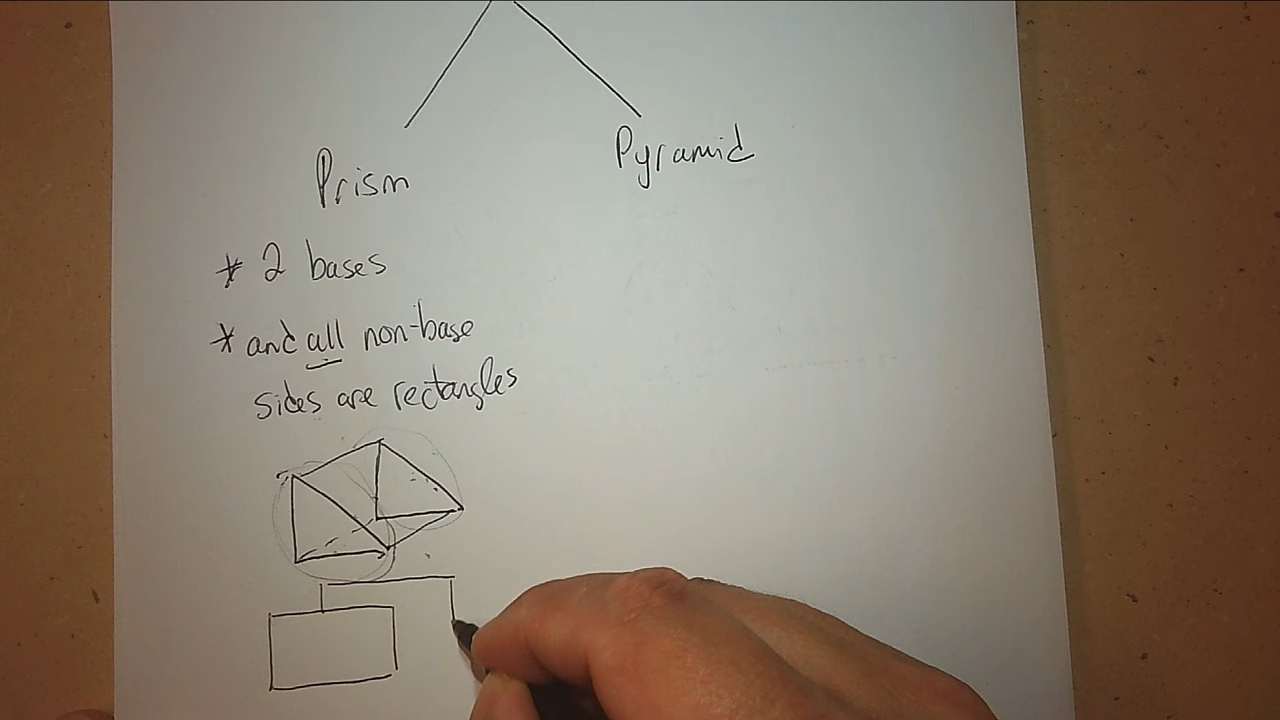 Prism
Pyramid
* 2 bases
* and all non-base
sides are rectangles